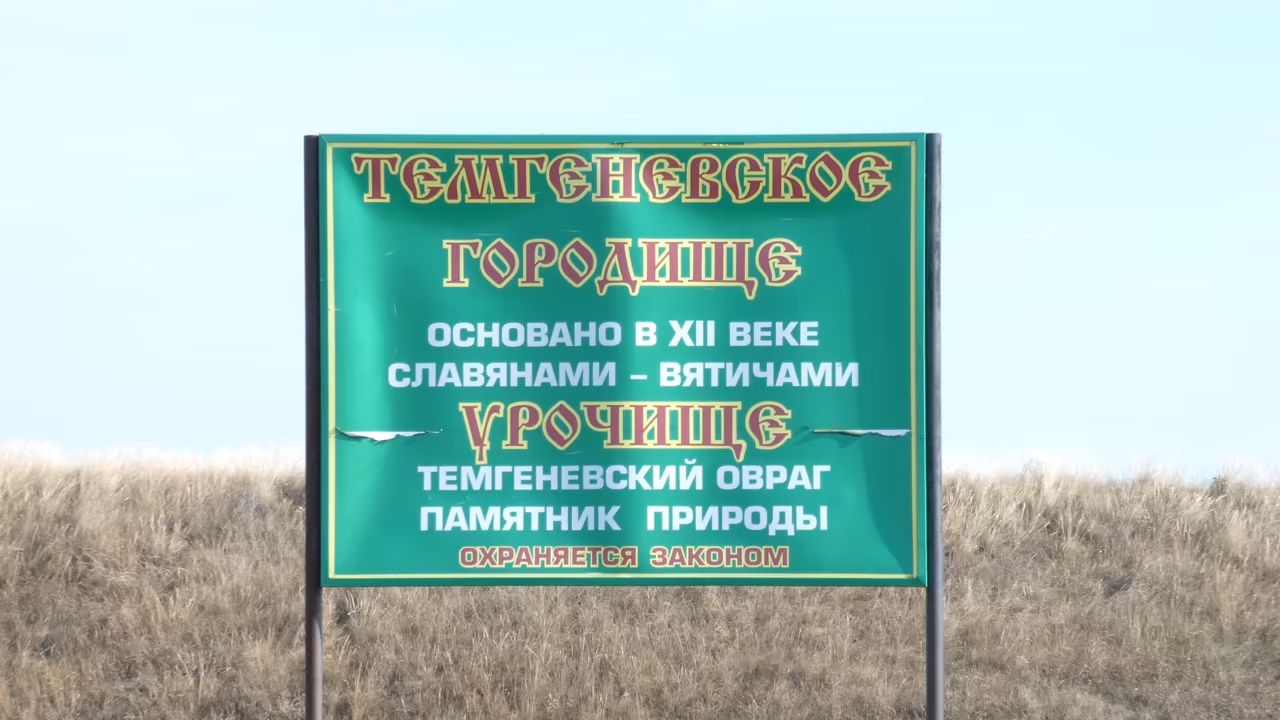 ТЕМГЕНЕВСКОЕ
ГОРОДИЩЕ
ОСНОВАНО В XII ВЕКЕ
СЛАВЯНАМИ – ВЯТИЧАМИ
УРОЧИЩЕ
ТЕМГЕНЕВСКИЙ ОВРАГ
ПАМЯТНИК ПРИРОДЫ
ОХРАНЯЕТСЯ ЗАКОНОМ